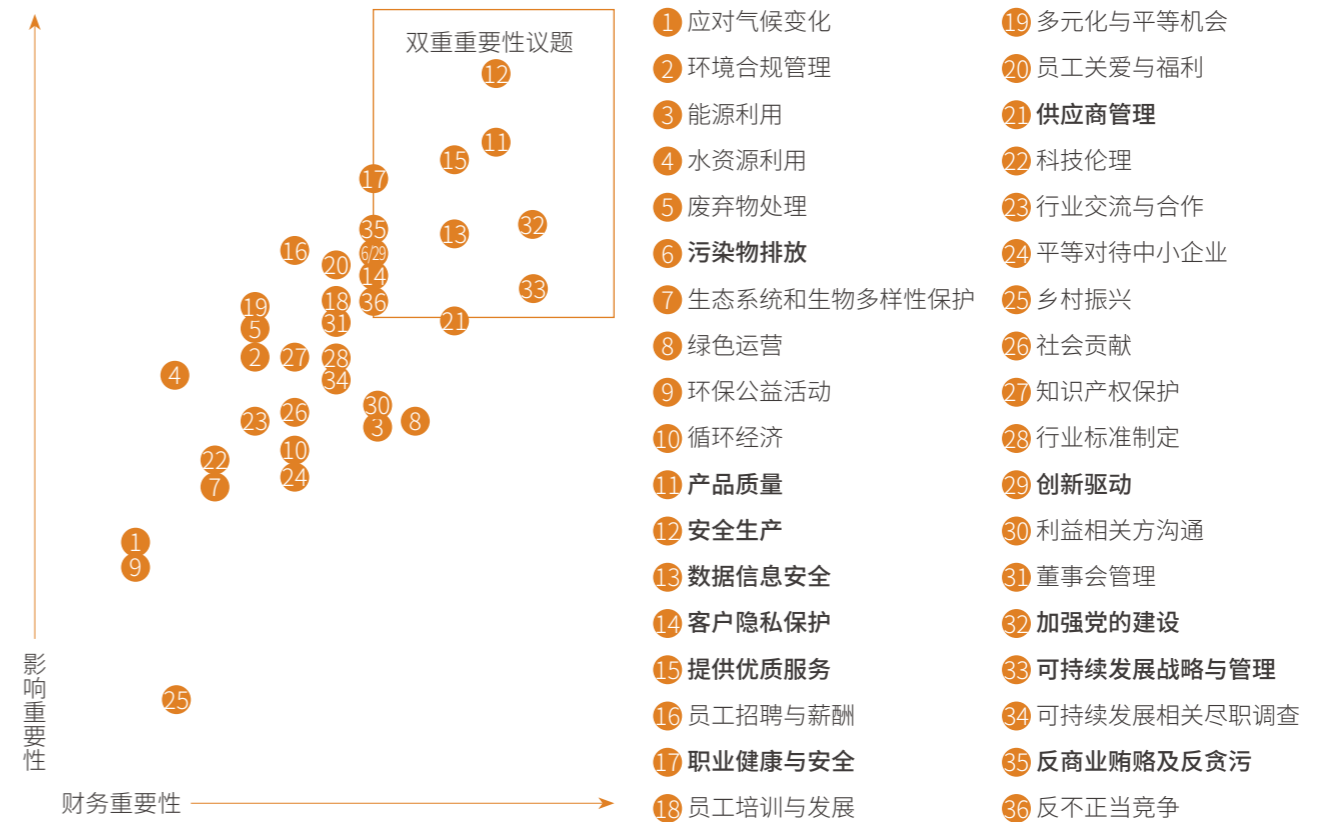 双重重要性议题
12
11
15
17
35
13
32
16
6/29
20
14
33
18
36
19
31
21
5
2
27
28
4
34
30
23
26
3
8
10
22
24
7
1
9
25
影响重要性
财务重要性
1 应对气候变化
2 环境合规管理
3 能源利用
4 水资源利用
5 废弃物处理
6 污染物排放
7 生态系统和生物多样性保护
8 绿色运营
9 环保公益活动
10 循环经济
11 产品质量
12 安全生产
13 数据信息安全
14 客户隐私保护
15 提供优质服务
16 员工招聘与薪酬
17 职业健康与安全
18 员工培训与发展
19 多元化与平等机会
20 员工关爱与福利
21 供应商管理
22 科技伦理
23 行业交流与合作
24 平等对待中小企业
25 乡村振兴
26 社会贡献
27 知识产权保护
28 行业标准制定
29 创新驱动
30 利益相关方沟通
31 董事会管理
32 加强党的建设
33 可持续发展战略与管理
34 可持续发展相关尽职调查
35 反商业贿赂及反贪污
36 反不正当竞争